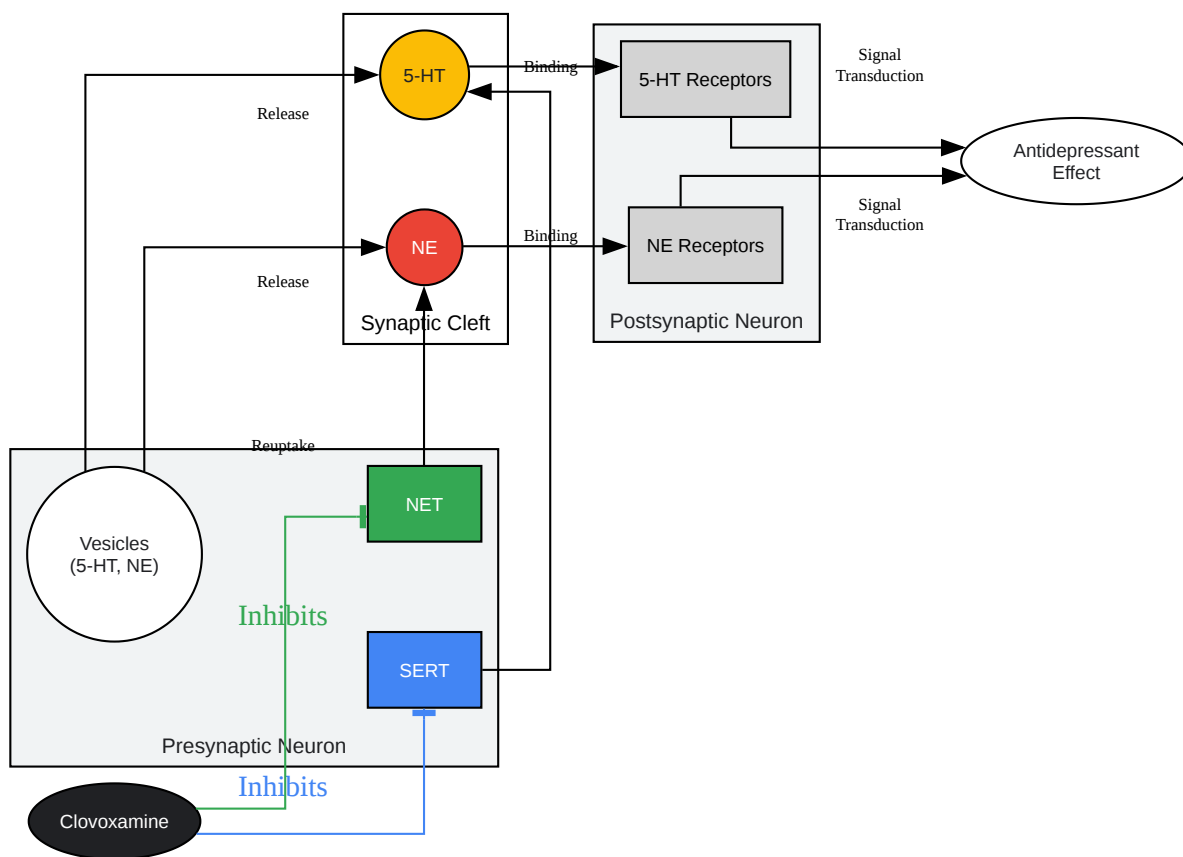 5-HT
Binding
5-HT Receptors
Signal
Transduction
Release
Antidepressant
Effect
NE
Binding
NE Receptors
Signal
Transduction
Release
Synaptic Cleft
Postsynaptic Neuron
Reuptake
NET
Vesicles
(5-HT, NE)
Inhibits
SERT
Presynaptic Neuron
Inhibits
Clovoxamine